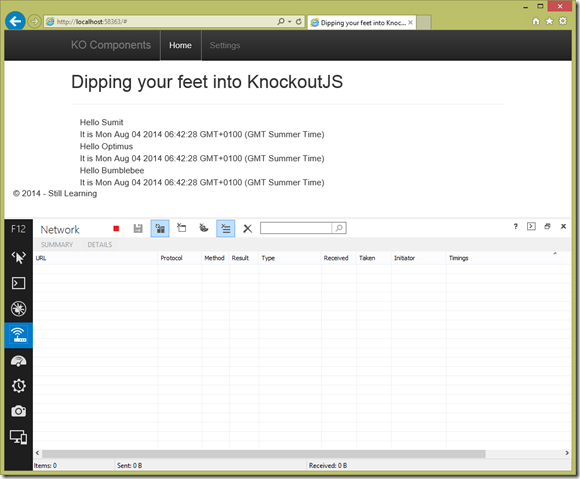 http://localhost:58363/#
Dipping your feet into Knoc...
KO Components
Home
Settings
Dipping your feet into KnockoutJS
Hello Sumit
It is Mon Aug 04 2014 06:42:28 GMT+0100 (GMT Summer Time)
Hello Optimus
It is Mon Aug 04 2014 06:42:28 GMT+0100 (GMT Summer Time)
Hello Bumblebee
It is Mon Aug 04 2014 06:42:28 GMT+0100 (GMT Summer Time)
© 2014 - Still Learning
F12
Network
SUMMARY
DETAILS
URL
Protocol
Method
Result
Type
Received
Taken
Initiator
Timings
Items: 0
Sent: 0 B
Received: 0 B